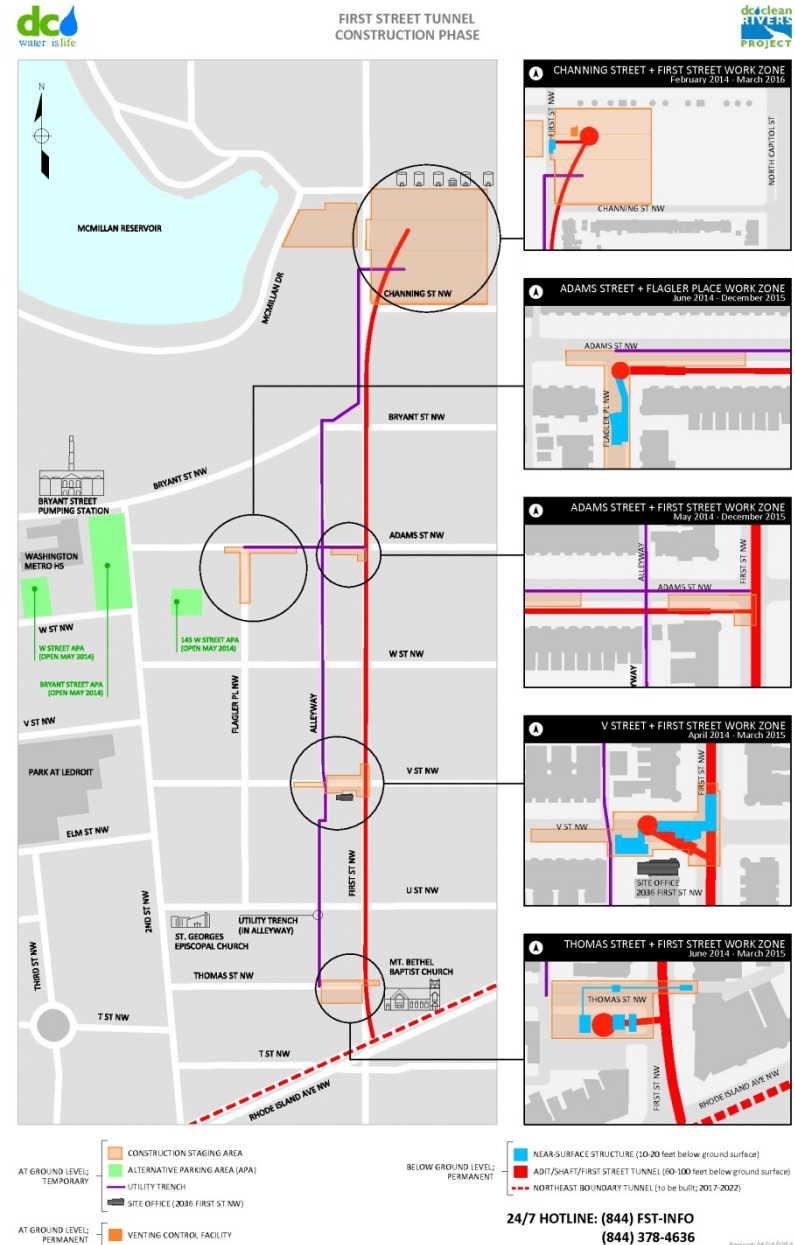 dc
water is life
FIRST STREET TUNNEL
CONSTRUCTION PHASE
dc clean
RIVERS
PROJECT
N
MCMILLAN RESERVOIR
MCMILLAN DR
CHANNING ST NW
BRYANT ST NW
BRYANT ST NW
BRYANT STREET
PUMPING STATION
WASHINGTON
METRO HS
ADAMS ST NW
W ST NW
W STREET APA
(OPEN MAY 2014)
BRYANT STREET APA
(OPEN MAY 2014)
143 W STREET APA
(OPEN MAY 2014)
W ST NW
FLAGLER PL NW
ALLEYWAY
V ST NW
V ST NW
PARK AT LEDROIT
ELM ST NW
FIRST ST NW
U ST NW
2ND ST NW
THIRD ST NW
ST. GEORGES
EPISCOPAL CHURCH
UTILITY TRENCH
(IN ALLEYWAY)
THOMAS ST NW
MT. BETHEL
BAPTIST CHURCH
T ST NW
T ST NW
RHODE ISLAND AVE NW
CHANNING STREET + FIRST STREET WORK ZONE
February 2014 - March 2016
FIRST ST NW
NORTH CAPITOL ST
CHANNING ST NW
ADAMS STREET + FLAGLER PLACE WORK ZONE
June 2014 - December 2015
ADAMS ST NW
FLAGLER PL NW
ADAMS STREET + FIRST STREET WORK ZONE
May 2014 - December 2015
ALLEYWAY
FIRST ST NW
ADAMS ST NW
YWAY
V STREET + FIRST STREET WORK ZONE
April 2014 - March 2015
FIRST ST NW
V ST NW
SITE OFFICE
2036 FIRST ST NW
THOMAS STREET + FIRST STREET WORK ZONE
June 2014 - March 2015
THOMAS ST NW
FIRST ST NW
RHODE ISLAND AVE NW
AT GROUND LEVEL;
TEMPORARY
CONSTRUCTION STAGING AREA
ALTERNATIVE PARKING AREA (APA)
UTILITY TRENCH
SITE OFFICE (2036 FIRST ST NW)
AT GROUND LEVEL;
PERMANENT
VENTING CONTROL FACILITY
BELOW GROUND LEVEL;
PERMANENT
NEAR-SURFACE STRUCTURE (10-20 feet below ground surface)
ADIT/SHAFT/FIRST STREET TUNNEL (60-100 feet below ground surface)
NORTHEAST BOUNDARY TUNNEL (to be built; 2017-2022)
24/7 HOTLINE: (844) FST-INFO
(844) 378-4636